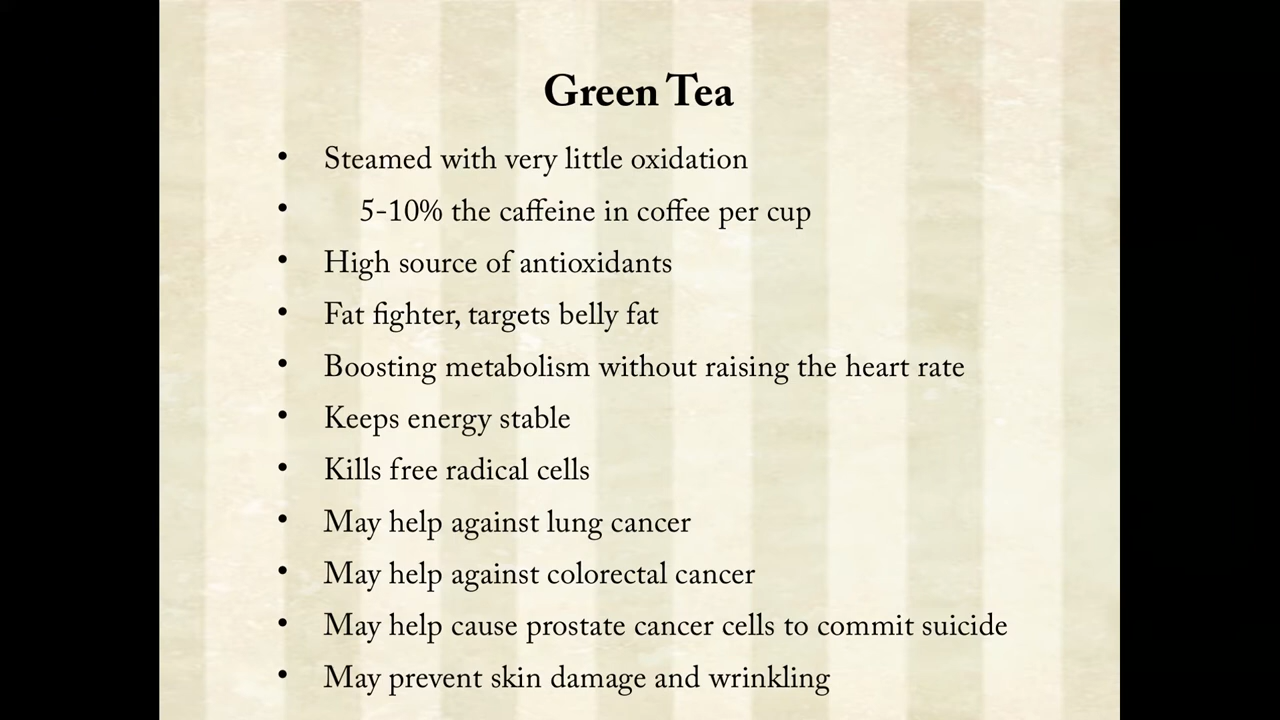 Green Tea
• Steamed with very little oxidation
• 5-10% the caffeine in coffee per cup
• High source of antioxidants
• Fat fighter, targets belly fat
• Boosting metabolism without raising the heart rate
• Keeps energy stable
• Kills free radical cells
• May help against lung cancer
• May help against colorectal cancer
• May help cause prostate cancer cells to commit suicide
• May prevent skin damage and wrinkling